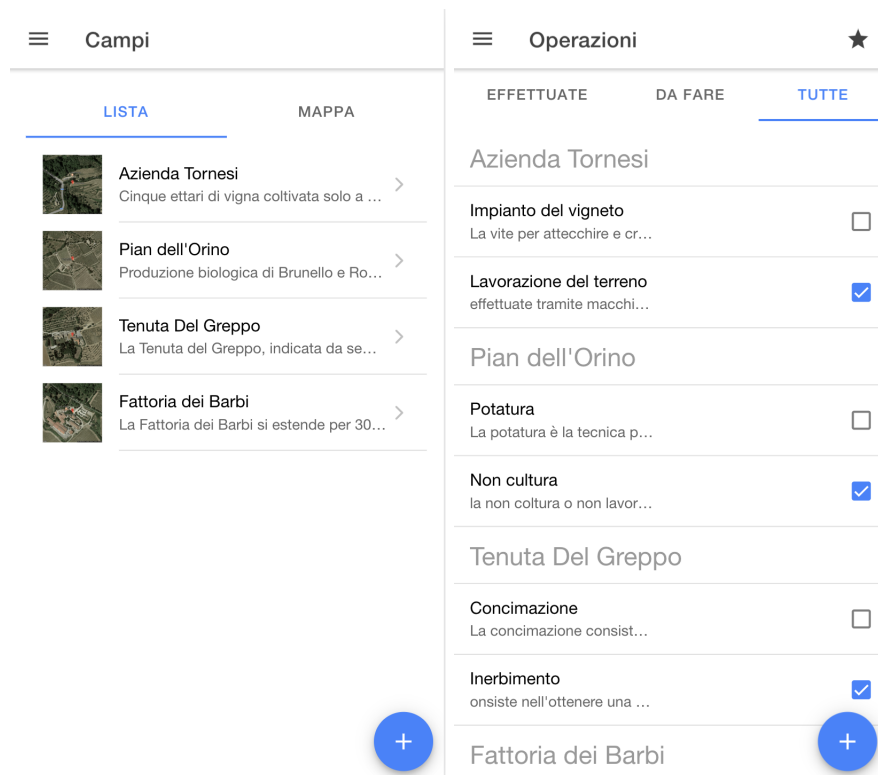 Campi
LISTA
MAPPA
Azienda Tornesi
Cinque ettari di vigna coltivata solo a ...
Pian dell'Orino
Produzione biologica di Brunello e Ro...
Tenuta Del Greppo
La Tenuta del Greppo, indicata da se...
Fattoria dei Barbi
La Fattoria dei Barbi si estende per 30...
Operazioni
EFFETTUATE
DA FARE
TUTTE
Azienda Tornesi
Impianto del vigneto
La vite per attecchire e cr...
Lavorazione del terreno
effettuate tramite macchi...
Pian dell'Orino
Potatura
La potatura è la tecnica p...
Non cultura
la non coltura o non lavor...
Tenuta Del Greppo
Concimazione
La concimazione consist...
Inerbimento
onsiste nell'ottenere una ...
Fattoria dei Barbi